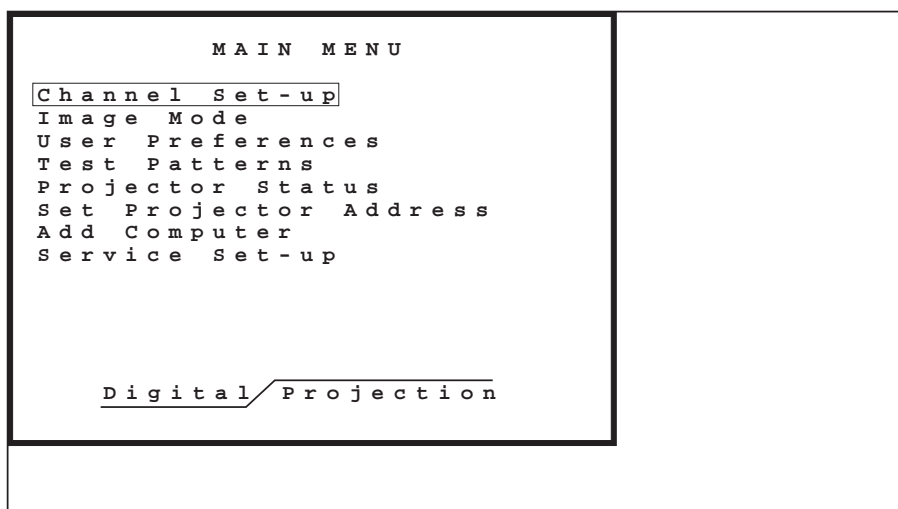 MAIN MENU
Channel Set-up
Image Mode
User Preferences
Test Patterns
Projector Status
Set Projector Address
Add Computer
Service Set-up
Digital Projection